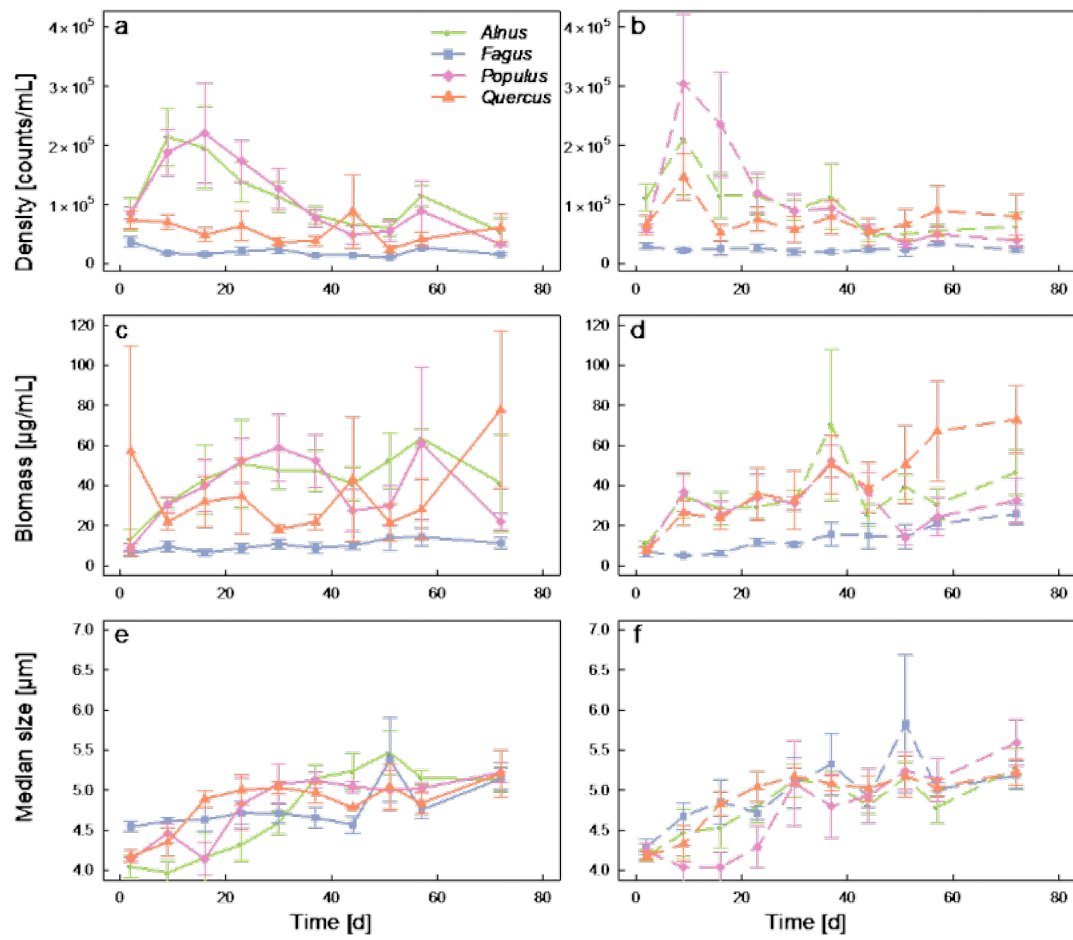 a
Alnus
Fagus
Populus
Quercus
b
Density [counts/mL]
4×10⁵
3×10⁵
2×10⁵
1×10⁵
0
4×10⁵
3×10⁵
2×10⁵
1×10⁵
0
0 20 40 60 80
0 20 40 60 80
c
d
Biomass [µg/mL]
120
100
80
60
40
20
0
120
100
80
60
40
20
0
0 20 40 60 80
0 20 40 60 80
e
f
Median size [µm]
7.0
6.5
6.0
5.5
5.0
4.5
4.0
7.0
6.5
6.0
5.5
5.0
4.5
4.0
0 20 40 60 80
0 20 40 60 80
Time [d]
Time [d]